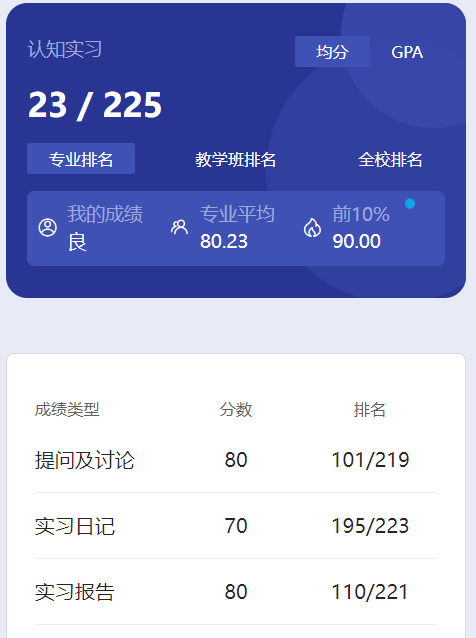 认知实习 均分 GPA
23 / 225
专业排名 教学班排名 全校排名
我的成绩 专业平均 前10%
良 80.23 90.00
成绩类型 分数 排名
提问及讨论 80 101/219
实习日记 70 195/223
实习报告 80 110/221